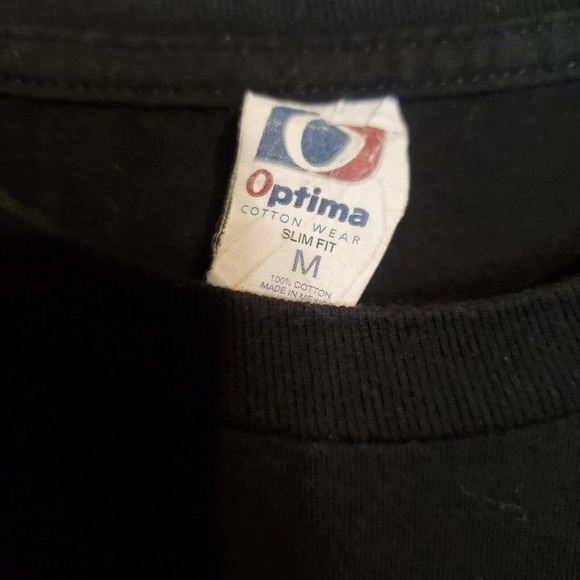 Optima
COTTON WEAR
SLIM FIT
M
100% COTTON
MADE IN